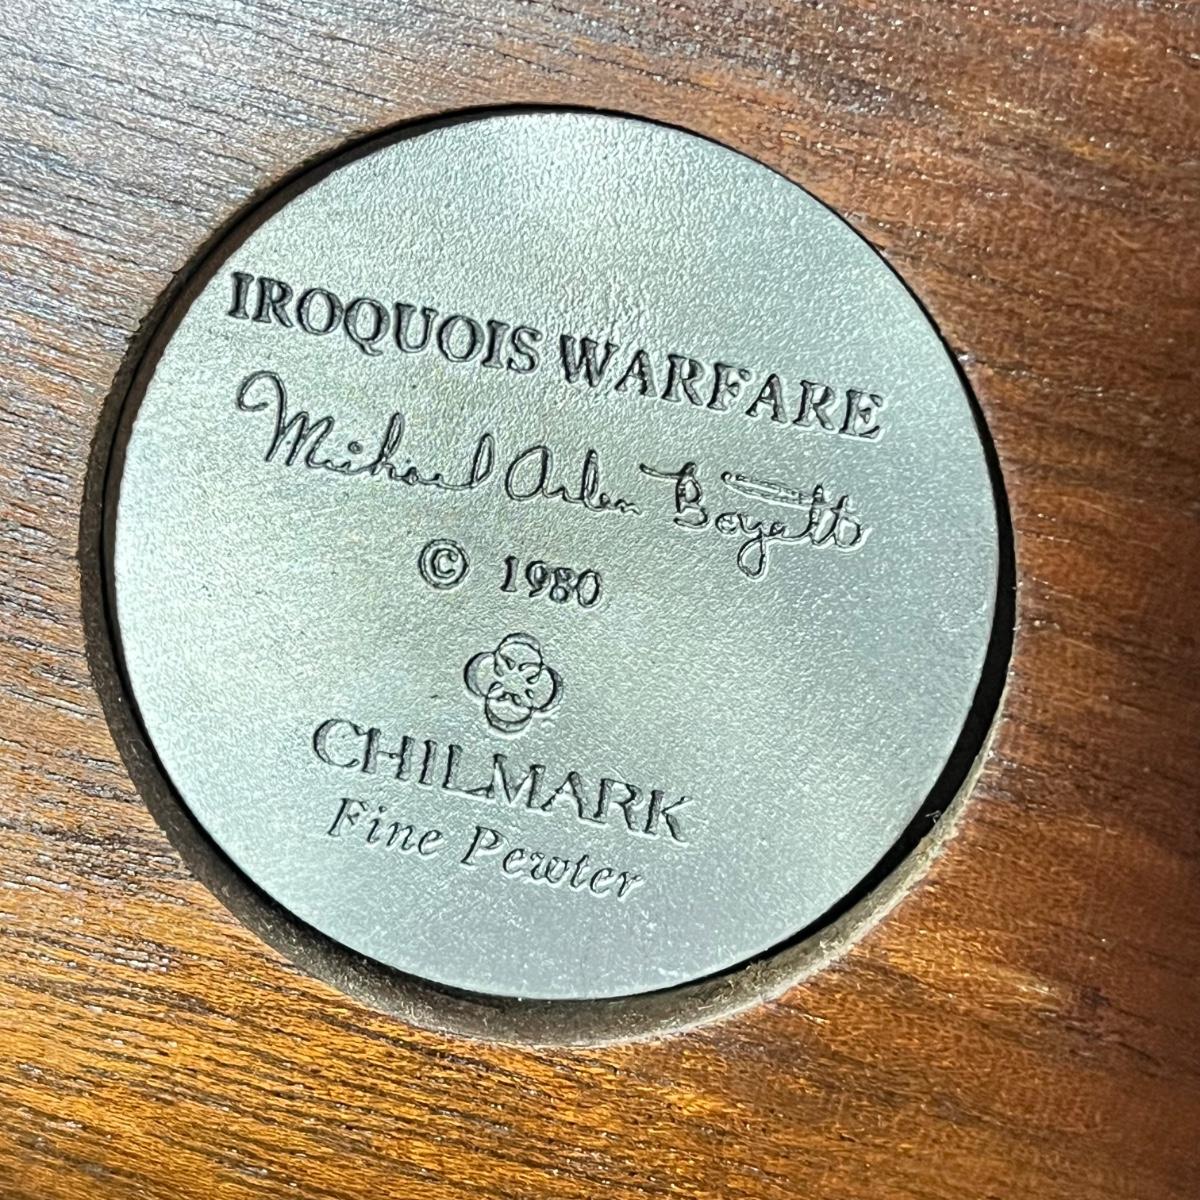 IROQUOIS WARFARE
Michael Arlen Boyett
© 1980
CHILMARK
Fine Pewter